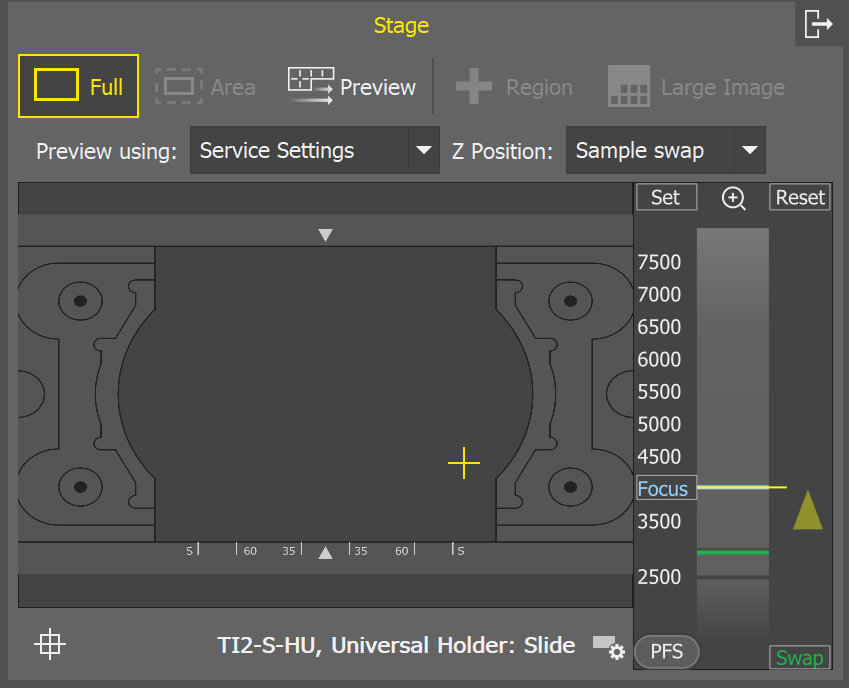 Stage
Full Area Preview Region Large Image
Preview using: Service Settings Z Position: Sample swap
Set Reset
7500
7000
6500
6000
5500
5000
4500
Focus
3500
2500
S 60 35 35 60 S
TI2-S-HU, Universal Holder: Slide PFS Swap